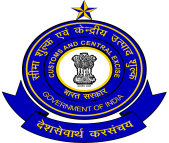 सीमा शुल्क एवं केन्द्रीय उत्पाद शुल्क
CUSTOMS AND CENTRAL EXCISE
भारत सरकार
GOVERNMENT OF INDIA
देशसेवार्थ करसंचय